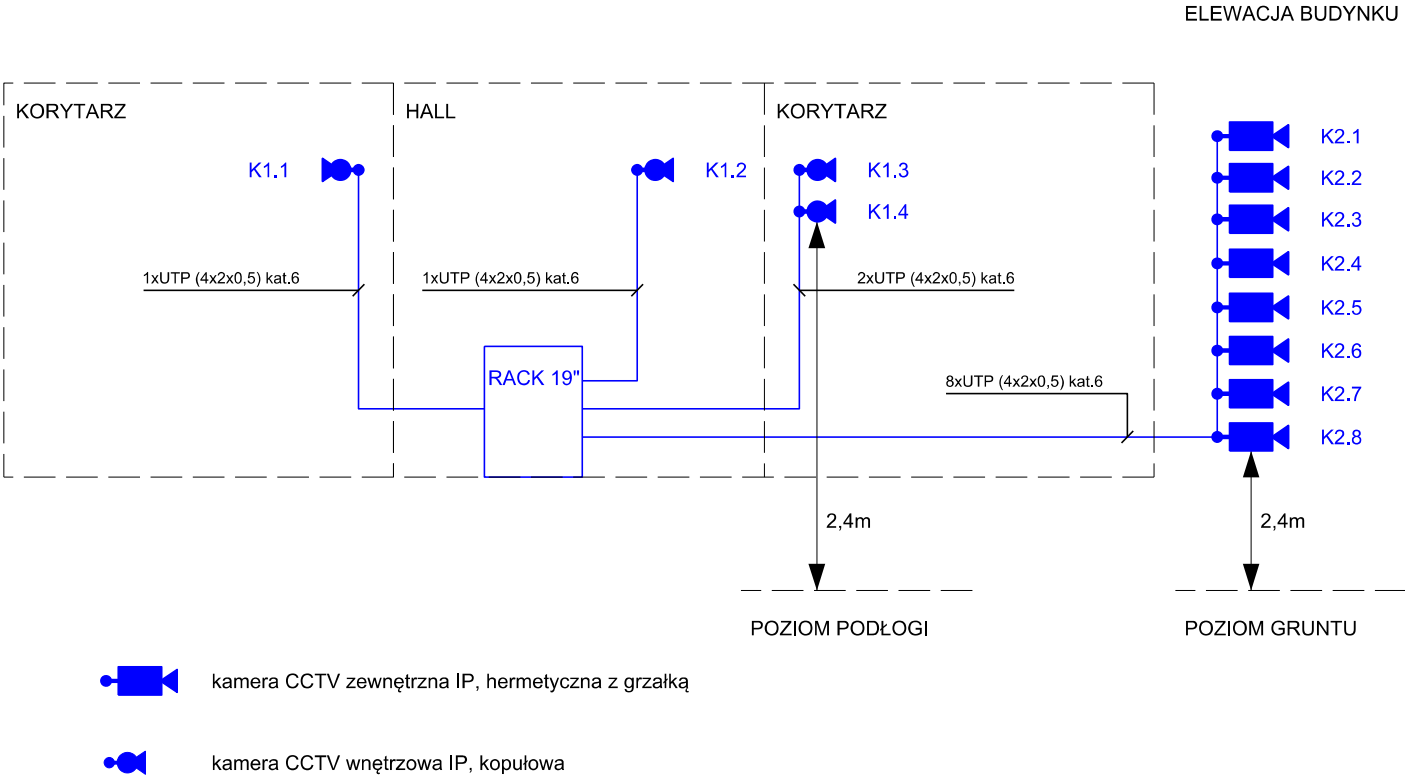 ELEWACJA BUDYNKU
KORYTARZ
HALL
KORYTARZ
K1.1
K1.2
K1.3
K1.4
K2.1
K2.2
K2.3
K2.4
K2.5
K2.6
K2.7
K2.8
1xUTP (4x2x0,5) kat.6
1xUTP (4x2x0,5) kat.6
2xUTP (4x2x0,5) kat.6
RACK 19"
8xUTP (4x2x0,5) kat.6
2,4m
2,4m
POZIOM PODŁOGI
POZIOM GRUNTU
kamera CCTV zewnętrzna IP, hermetyczna z grzałką
kamera CCTV wnętrzowa IP, kopułowa